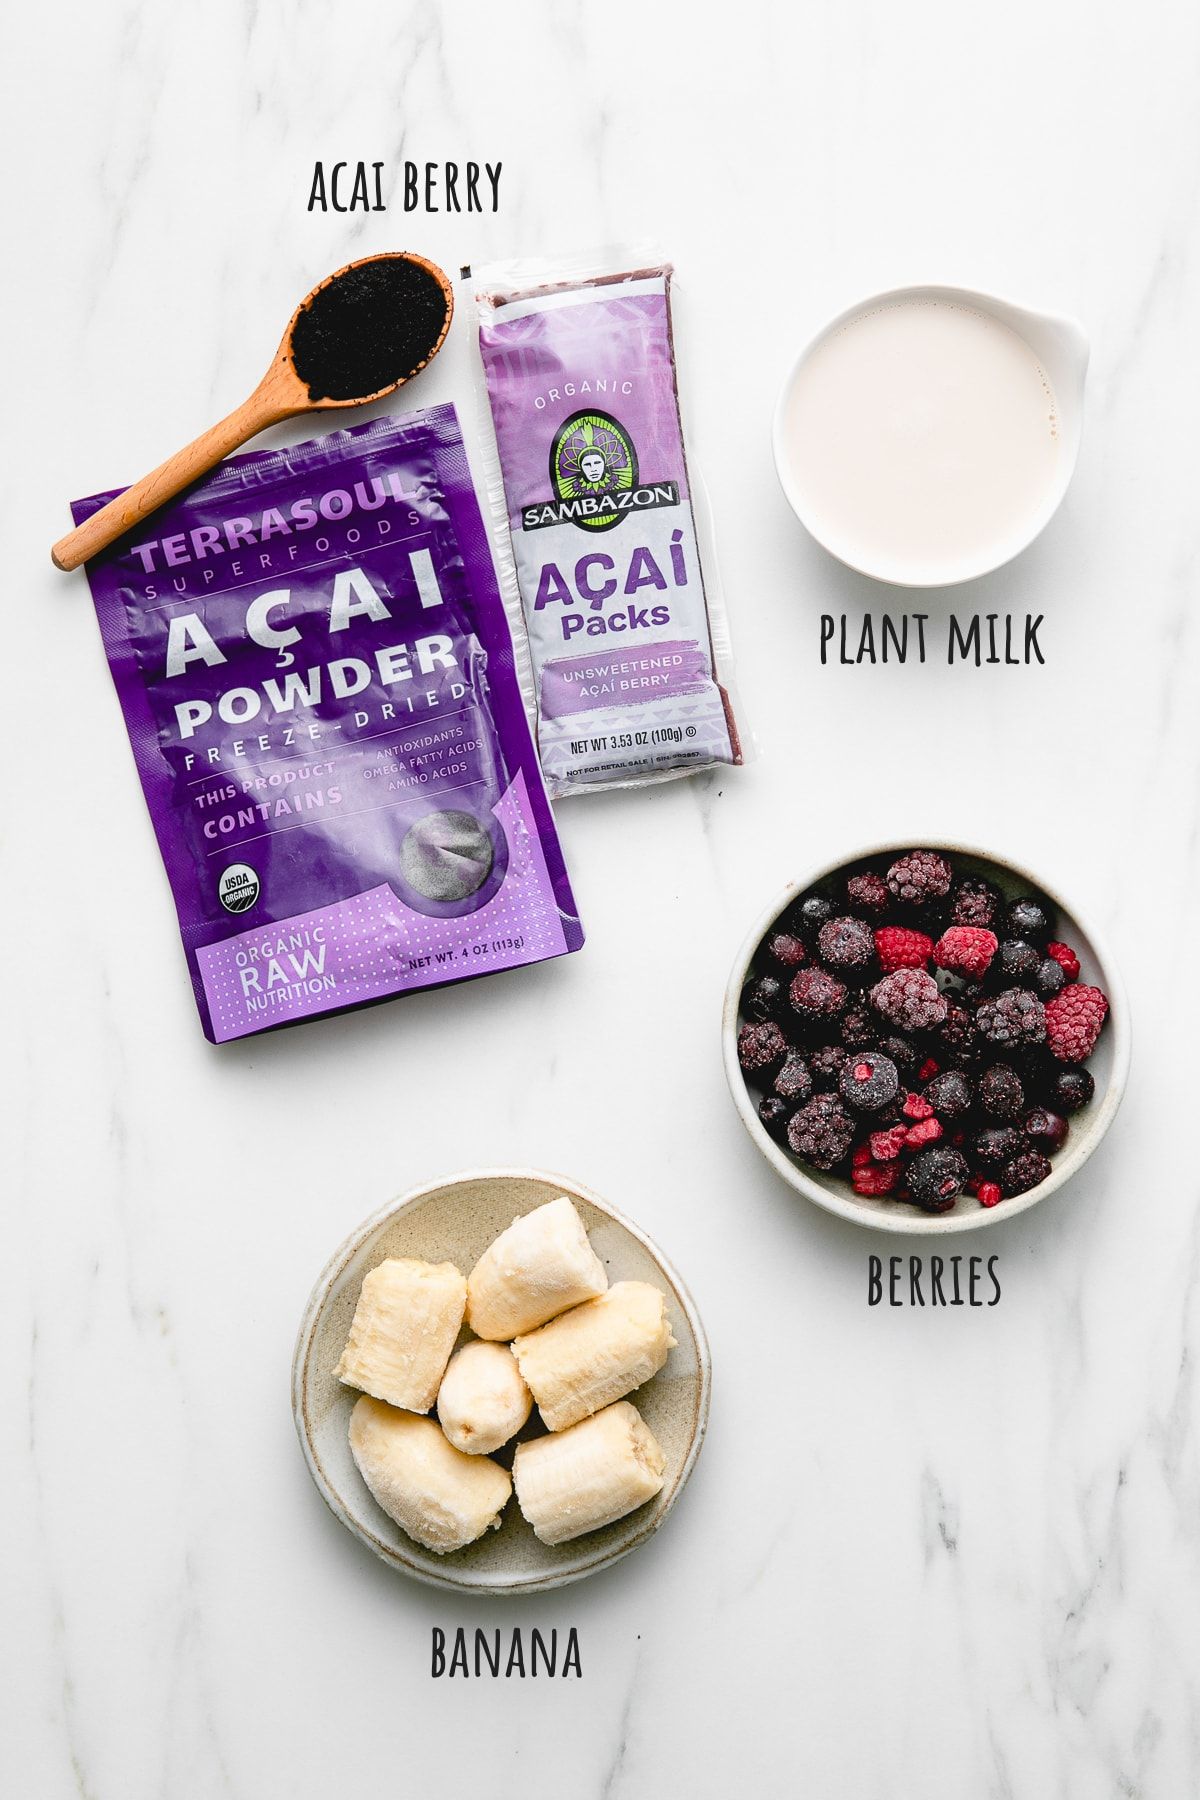 ACAI BERRY
TERRASOUL
SUPERFOODS
AÇAI
POWDER
FREEZE-DRIED
THIS PRODUCT
CONTAINS
ANTIOXIDANTS
OMEGA FATTY ACIDS
AMINO ACIDS
USDA
ORGANIC
ORGANIC
RAW
NUTRITION
NET WT. 4 OZ (113g)
ORGANIC
SAMBAZON
AÇAÍ
Packs
UNSWEETENED
AÇAÍ BERRY
NET WT 3.53 OZ (100g) U
NOT FOR RETAIL SALE | SIN:
PLANT MILK
BERRIES
BANANA